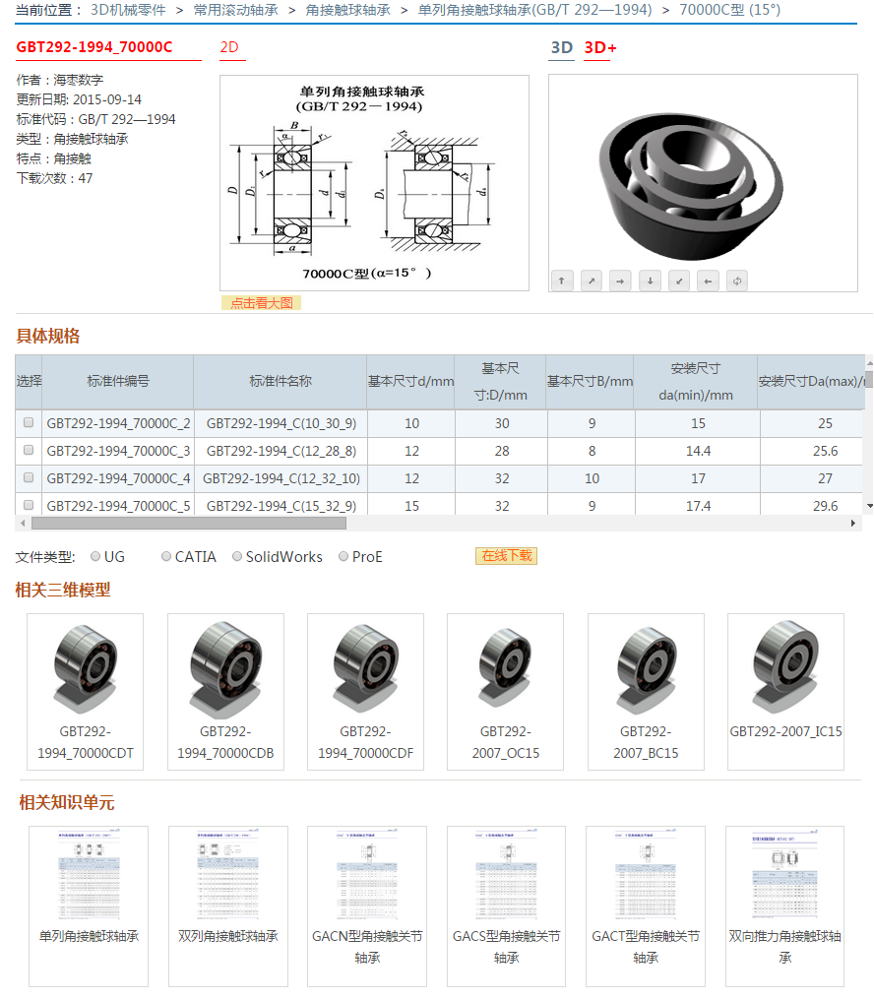 当前位置： 3D机械零件 > 常用滚动轴承 > 角接触球轴承 > 单列角接触球轴承(GB/T 292—1994) > 70000C型 (15°)
GBT292-1994_70000C
2D
3D 3D+
作者：海枣数字
更新日期: 2015-09-14
标准代码：GB/T 292—1994
类型：角接触球轴承
特点：角接触
下载次数：47
单列角接触球轴承
(GB/T 292－1994)
B
α
r
D
D₁
d
d₁
a
Dₐ
dₐ
70000C型(α=15°)
点击看大图
具体规格
选择 标准件编号 标准件名称 基本尺寸d/mm 基本尺寸:D/mm 基本尺寸B/mm 安装尺寸da(min)/mm 安装尺寸Da(max)/
GBT292-1994_70000C_2 GBT292-1994_C(10_30_9) 10 30 9 15 25
GBT292-1994_70000C_3 GBT292-1994_C(12_28_8) 12 28 8 14.4 25.6
GBT292-1994_70000C_4 GBT292-1994_C(12_32_10) 12 32 10 17 27
GBT292-1994_70000C_5 GBT292-1994_C(15_32_9) 15 32 9 17.4 29.6
文件类型: UG CATIA SolidWorks ProE 在线下载
相关三维模型
GBT292-
1994_70000CDT
GBT292-
1994_70000CDB
GBT292-
1994_70000CDF
GBT292-
2007_OC15
GBT292-
2007_BC15
GBT292-2007_IC15
相关知识单元
单列角接触球轴承
双列角接触球轴承
GACN型角接触关节
轴承
GACS型角接触关节
轴承
GACT型角接触关节
轴承
双向推力角接触球轴
承